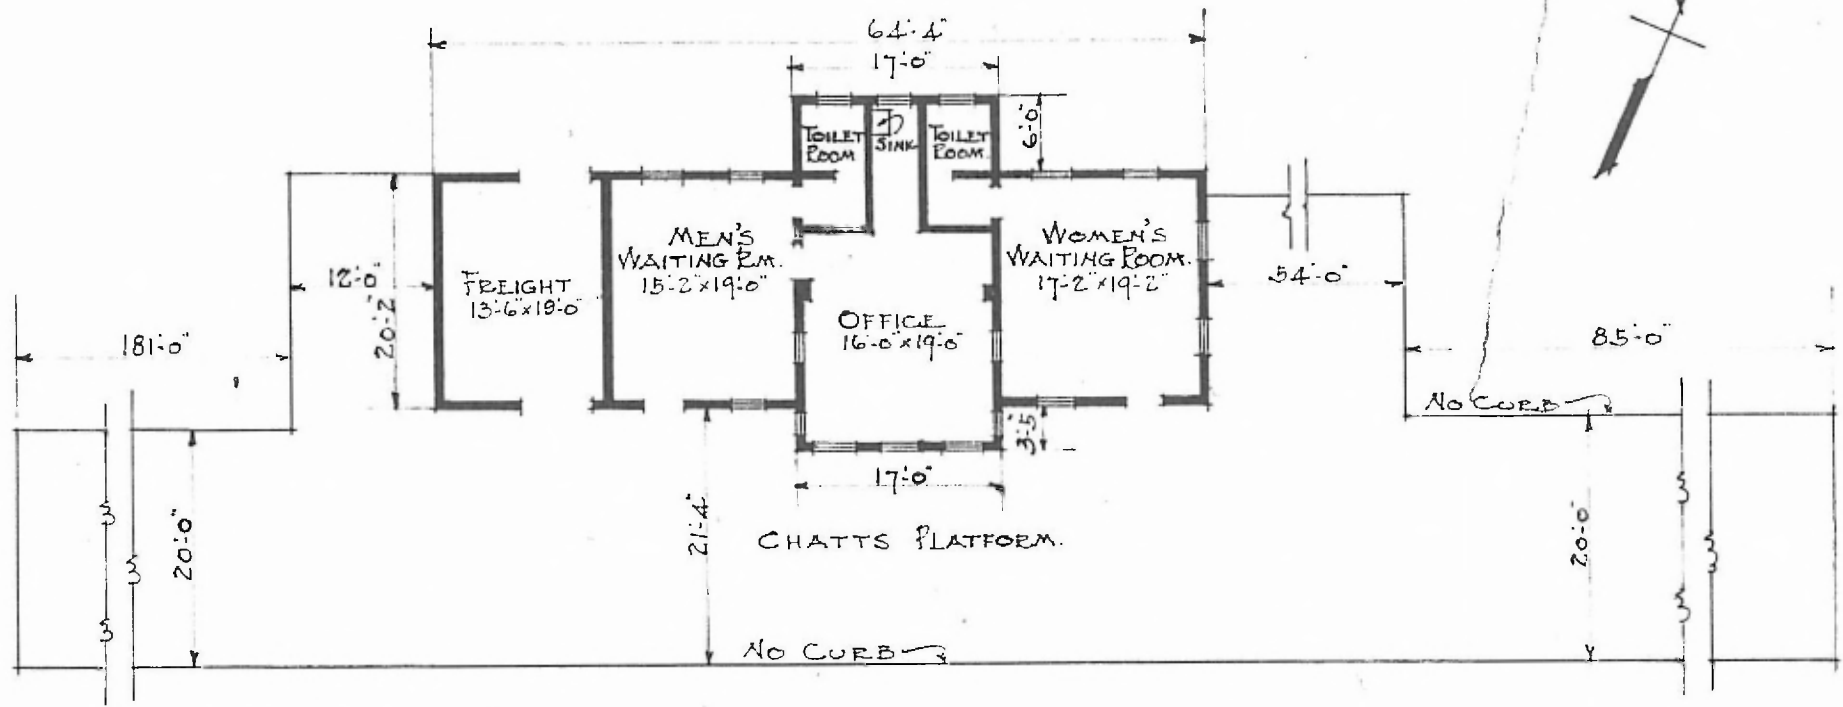 64'-4"
17'-0"
TOILET
ROOM
SINK
TOILET
ROOM.
6'-0"
MEN'S
WAITING RM.
15'-2"x19'-0"
WOMEN'S
WAITING ROOM.
17'-2"x19'-2"
12'-0"
20'-2"
FREIGHT
13'-6"x19'-0"
54'-0"
OFFICE
16'-0"x19'-0"
181'-0"
85'-0"
NO CURB
3'-5"
17'-0"
20'-0"
21'-4"
CHATTS PLATFORM.
20'-0"
NO CURB